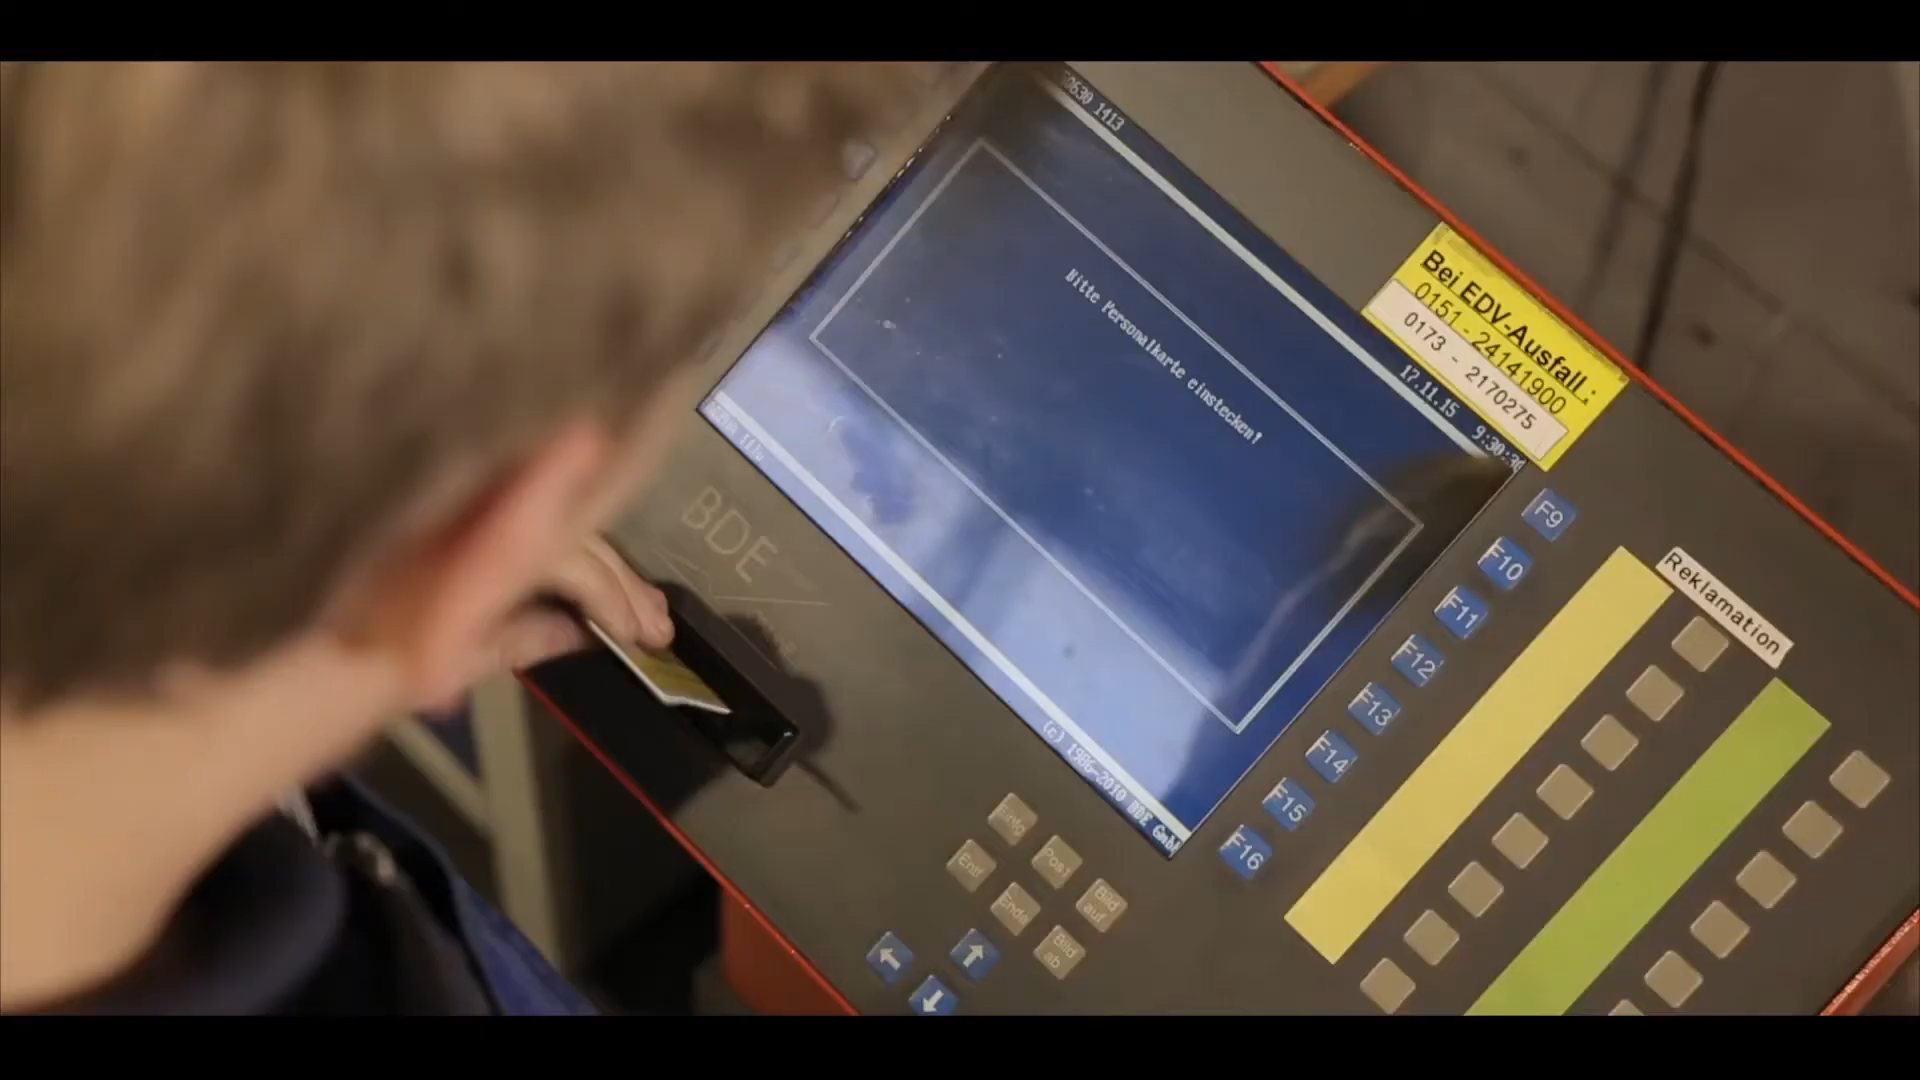 0630 1413
17.11.15 9:30:30
Bitte Personalkarte einstecken!
(c) 1986-2010 BDE GmbH
Bei EDV-Ausfall.:
0151 - 24141900
0173 - 2170275
BDE
F9
F10
F11
F12
F13
F14
F15
F16
Reklamation
Einfg
Pos1
Bild auf
Entf
Ende
Bild ab